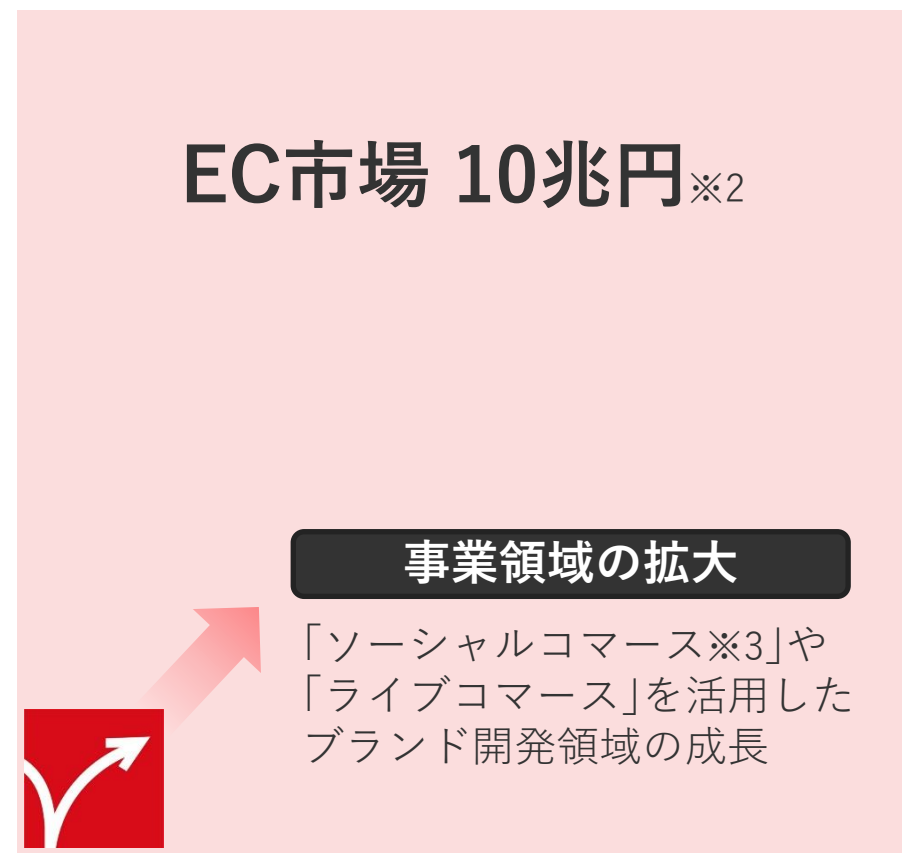 EC市場 10兆円※2
事業領域の拡大
「ソーシャルコマース※3」や
「ライブコマース」を活用した
ブランド開発領域の成長